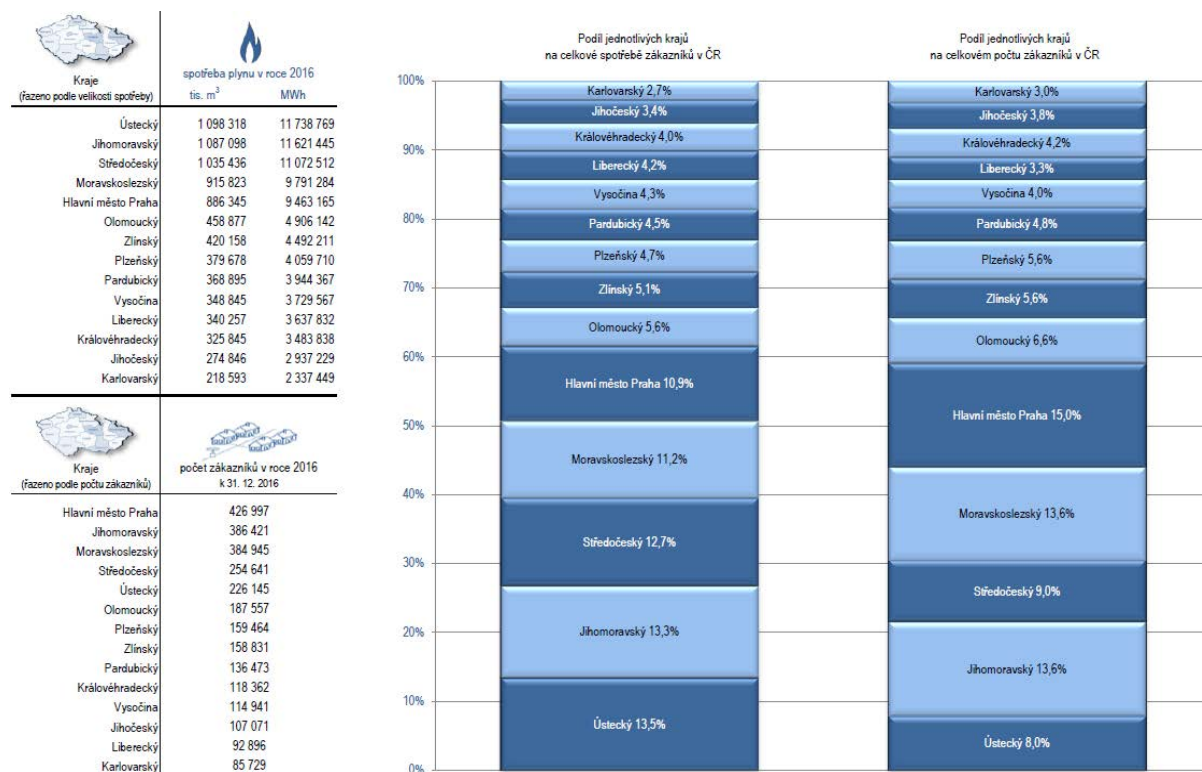 Kraje
(řazeno podle velikosti spotřeby)
spotřeba plynu v roce 2016
tis. m³ MWh
Ústecký 1 098 318 11 738 769
Jihomoravský 1 087 098 11 621 445
Středočeský 1 035 436 11 072 512
Moravskoslezský 915 823 9 791 284
Hlavní město Praha 886 345 9 463 165
Olomoucký 458 877 4 906 142
Zlínský 420 158 4 492 211
Plzeňský 379 678 4 059 710
Pardubický 368 895 3 944 367
Vysočina 348 845 3 729 567
Liberecký 340 257 3 637 832
Královéhradecký 325 845 3 483 838
Jihočeský 274 846 2 937 229
Karlovarský 218 593 2 337 449
Kraje
(řazeno podle počtu zákazníků)
počet zákazníků v roce 2016
k 31. 12. 2016
Hlavní město Praha 426 997
Jihomoravský 386 421
Moravskoslezský 384 945
Středočeský 254 641
Ústecký 226 145
Olomoucký 187 557
Plzeňský 159 464
Zlínský 158 831
Pardubický 136 473
Královéhradecký 118 362
Vysočina 114 941
Jihočeský 107 071
Liberecký 92 896
Karlovarský 85 729
Podíl jednotlivých krajů
na celkové spotřebě zákazníků v ČR
100%
90%
80%
70%
60%
50%
40%
30%
20%
10%
0%
Karlovarský 2,7%
Jihočeský 3,4%
Královéhradecký 4,0%
Liberecký 4,2%
Vysočina 4,3%
Pardubický 4,5%
Plzeňský 4,7%
Zlínský 5,1%
Olomoucký 5,6%
Hlavní město Praha 10,9%
Moravskoslezský 11,2%
Středočeský 12,7%
Jihomoravský 13,3%
Ústecký 13,5%
Podíl jednotlivých krajů
na celkovém počtu zákazníků v ČR
Karlovarský 3,0%
Jihočeský 3,8%
Královéhradecký 4,2%
Liberecký 3,3%
Vysočina 4,0%
Pardubický 4,8%
Plzeňský 5,6%
Zlínský 5,6%
Olomoucký 6,6%
Hlavní město Praha 15,0%
Moravskoslezský 13,6%
Středočeský 9,0%
Jihomoravský 13,6%
Ústecký 8,0%